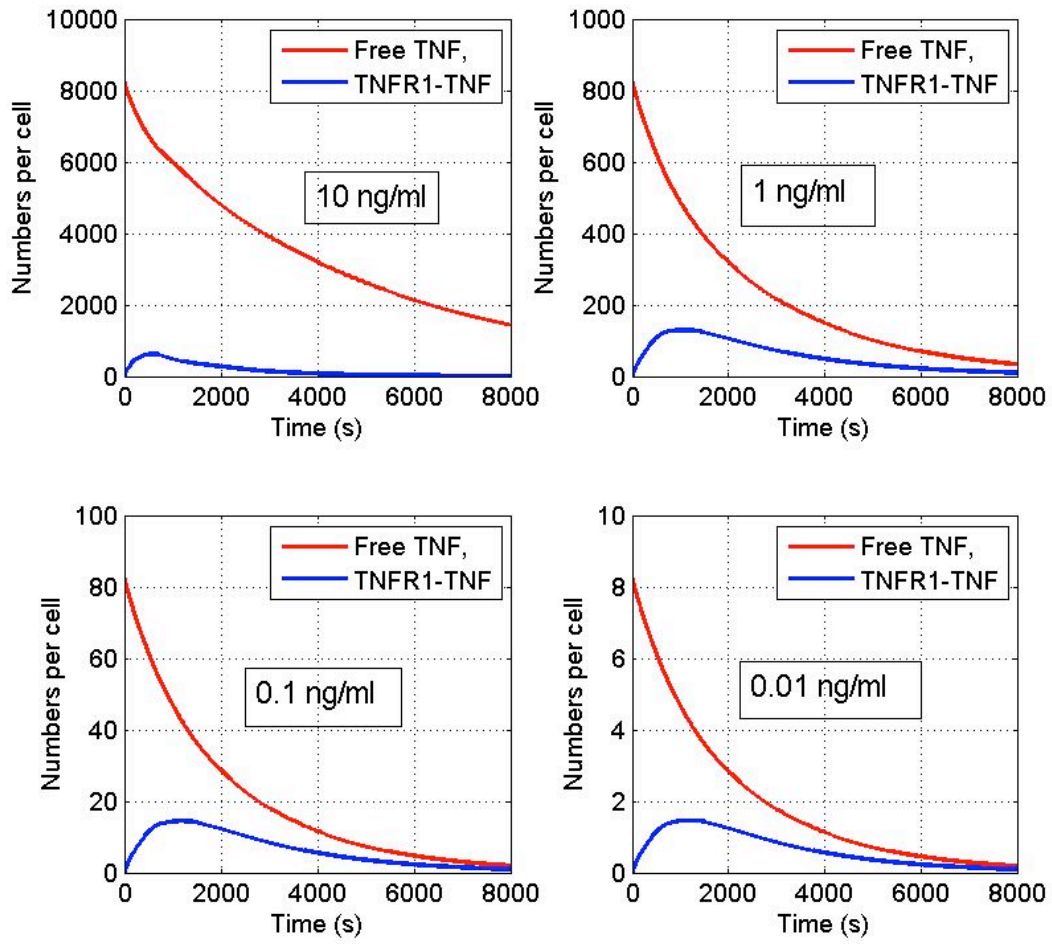 10000
8000
6000
4000
2000
0
Numbers per cell
Free TNF,
TNFR1-TNF
10 ng/ml
0 2000 4000 6000 8000
Time (s)
1000
800
600
400
200
0
Numbers per cell
Free TNF,
TNFR1-TNF
1 ng/ml
0 2000 4000 6000 8000
Time (s)
100
80
60
40
20
0
Numbers per cell
Free TNF,
TNFR1-TNF
0.1 ng/ml
0 2000 4000 6000 8000
Time (s)
10
8
6
4
2
0
Numbers per cell
Free TNF,
TNFR1-TNF
0.01 ng/ml
0 2000 4000 6000 8000
Time (s)